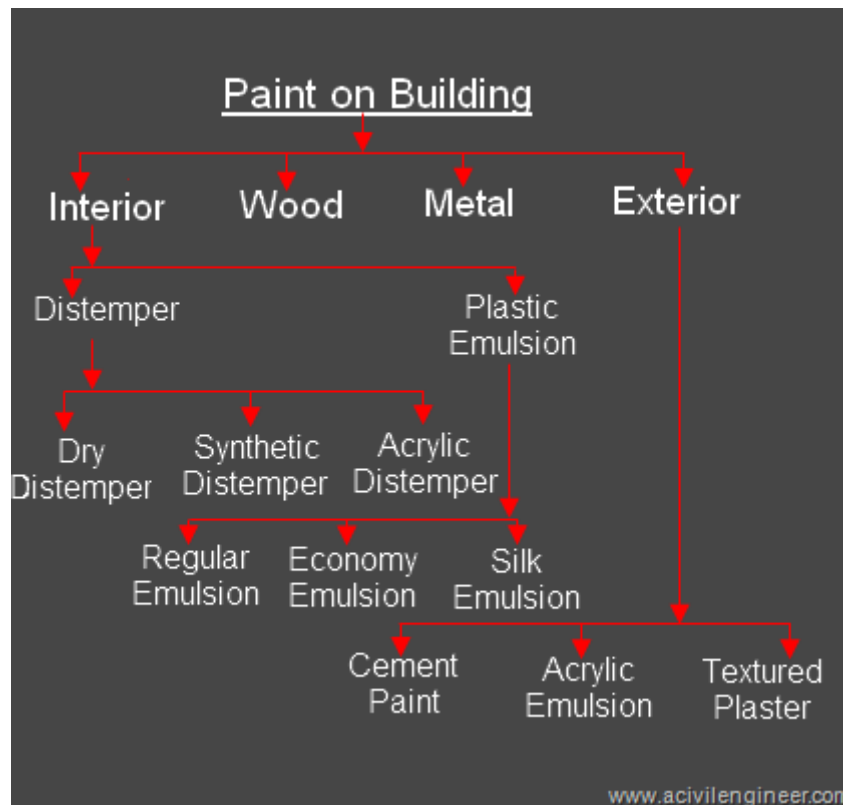 Paint on Building
Interior
Wood
Metal
Exterior
Distemper
Plastic
Emulsion
Dry
Distemper
Synthetic
Distemper
Acrylic
Distemper
Regular
Emulsion
Economy
Emulsion
Silk
Emulsion
Cement
Paint
Acrylic
Emulsion
Textured
Plaster
www.acivilengineer.com